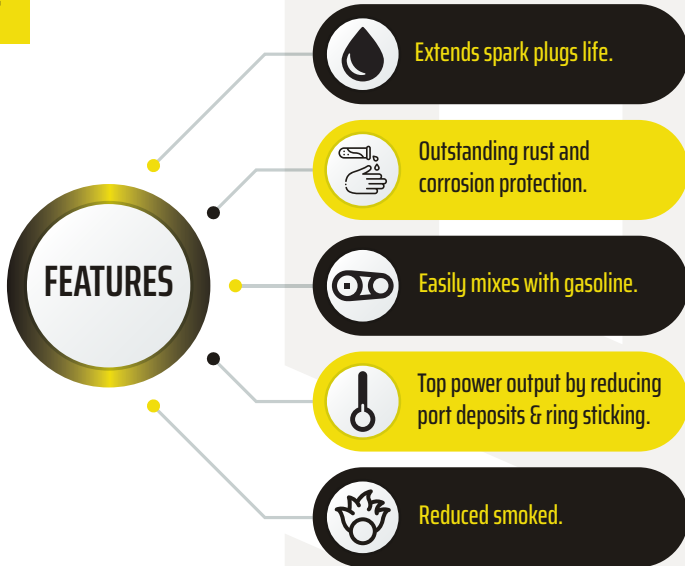 FEATURES
Extends spark plugs life.
Outstanding rust and
corrosion protection.
Easily mixes with gasoline.
Top power output by reducing
port deposits & ring sticking.
Reduced smoked.